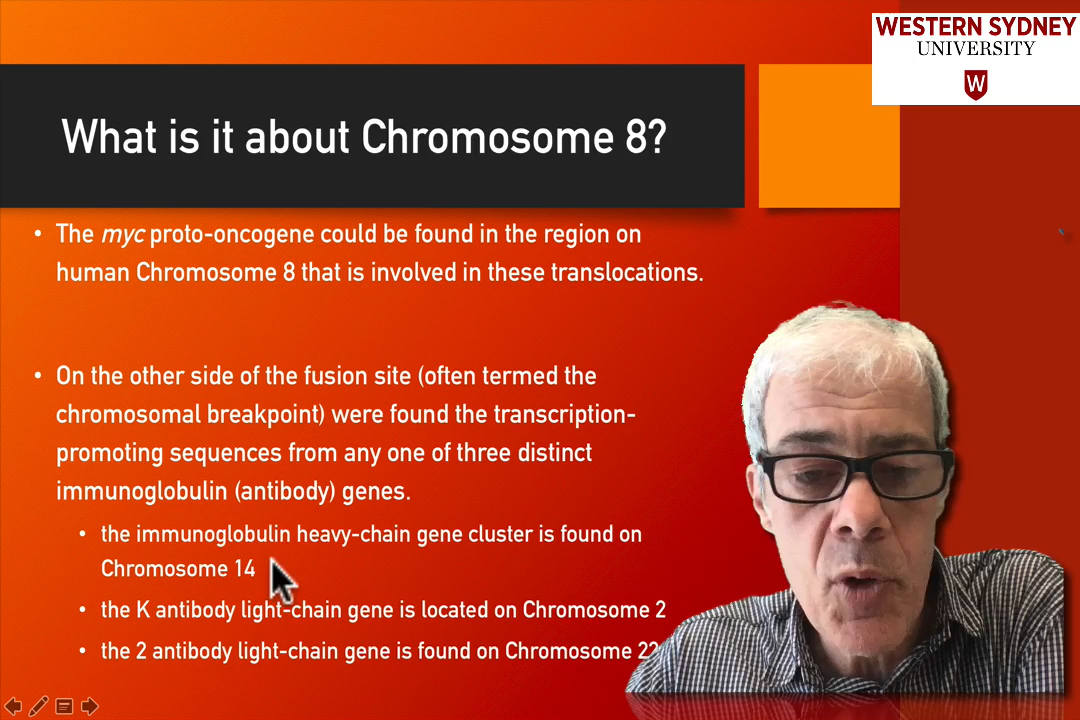 WESTERN SYDNEY
UNIVERSITY
W
What is it about Chromosome 8?
• The myc proto-oncogene could be found in the region on
human Chromosome 8 that is involved in these translocations.
• On the other side of the fusion site (often termed the
chromosomal breakpoint) were found the transcription-
promoting sequences from any one of three distinct
immunoglobulin (antibody) genes.
• the immunoglobulin heavy-chain gene cluster is found on
Chromosome 14
• the K antibody light-chain gene is located on Chromosome 2
• the 2 antibody light-chain gene is found on Chromosome 22